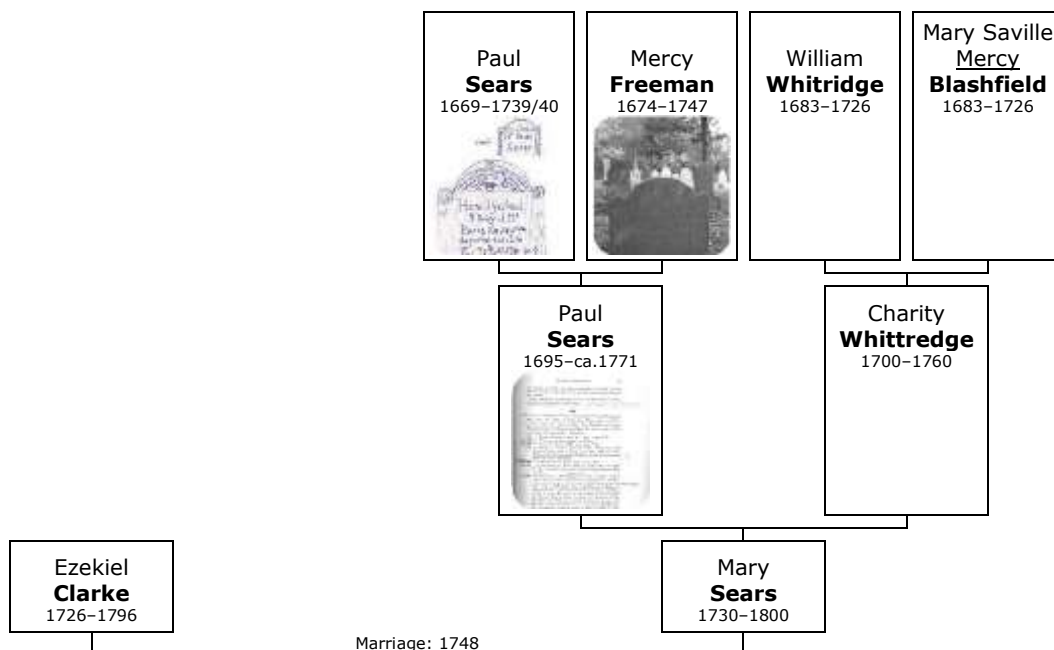 Paul
Sears
1669–1739/40
Mercy
Freeman
1674–1747
William
Whitridge
1683–1726
Mary Saville
Mercy
Blashfield
1683–1726
Paul
Sears
1695–ca.1771
Charity
Whittredge
1700–1760
Ezekiel
Clarke
1726–1796
Mary
Sears
1730–1800
Marriage: 1748